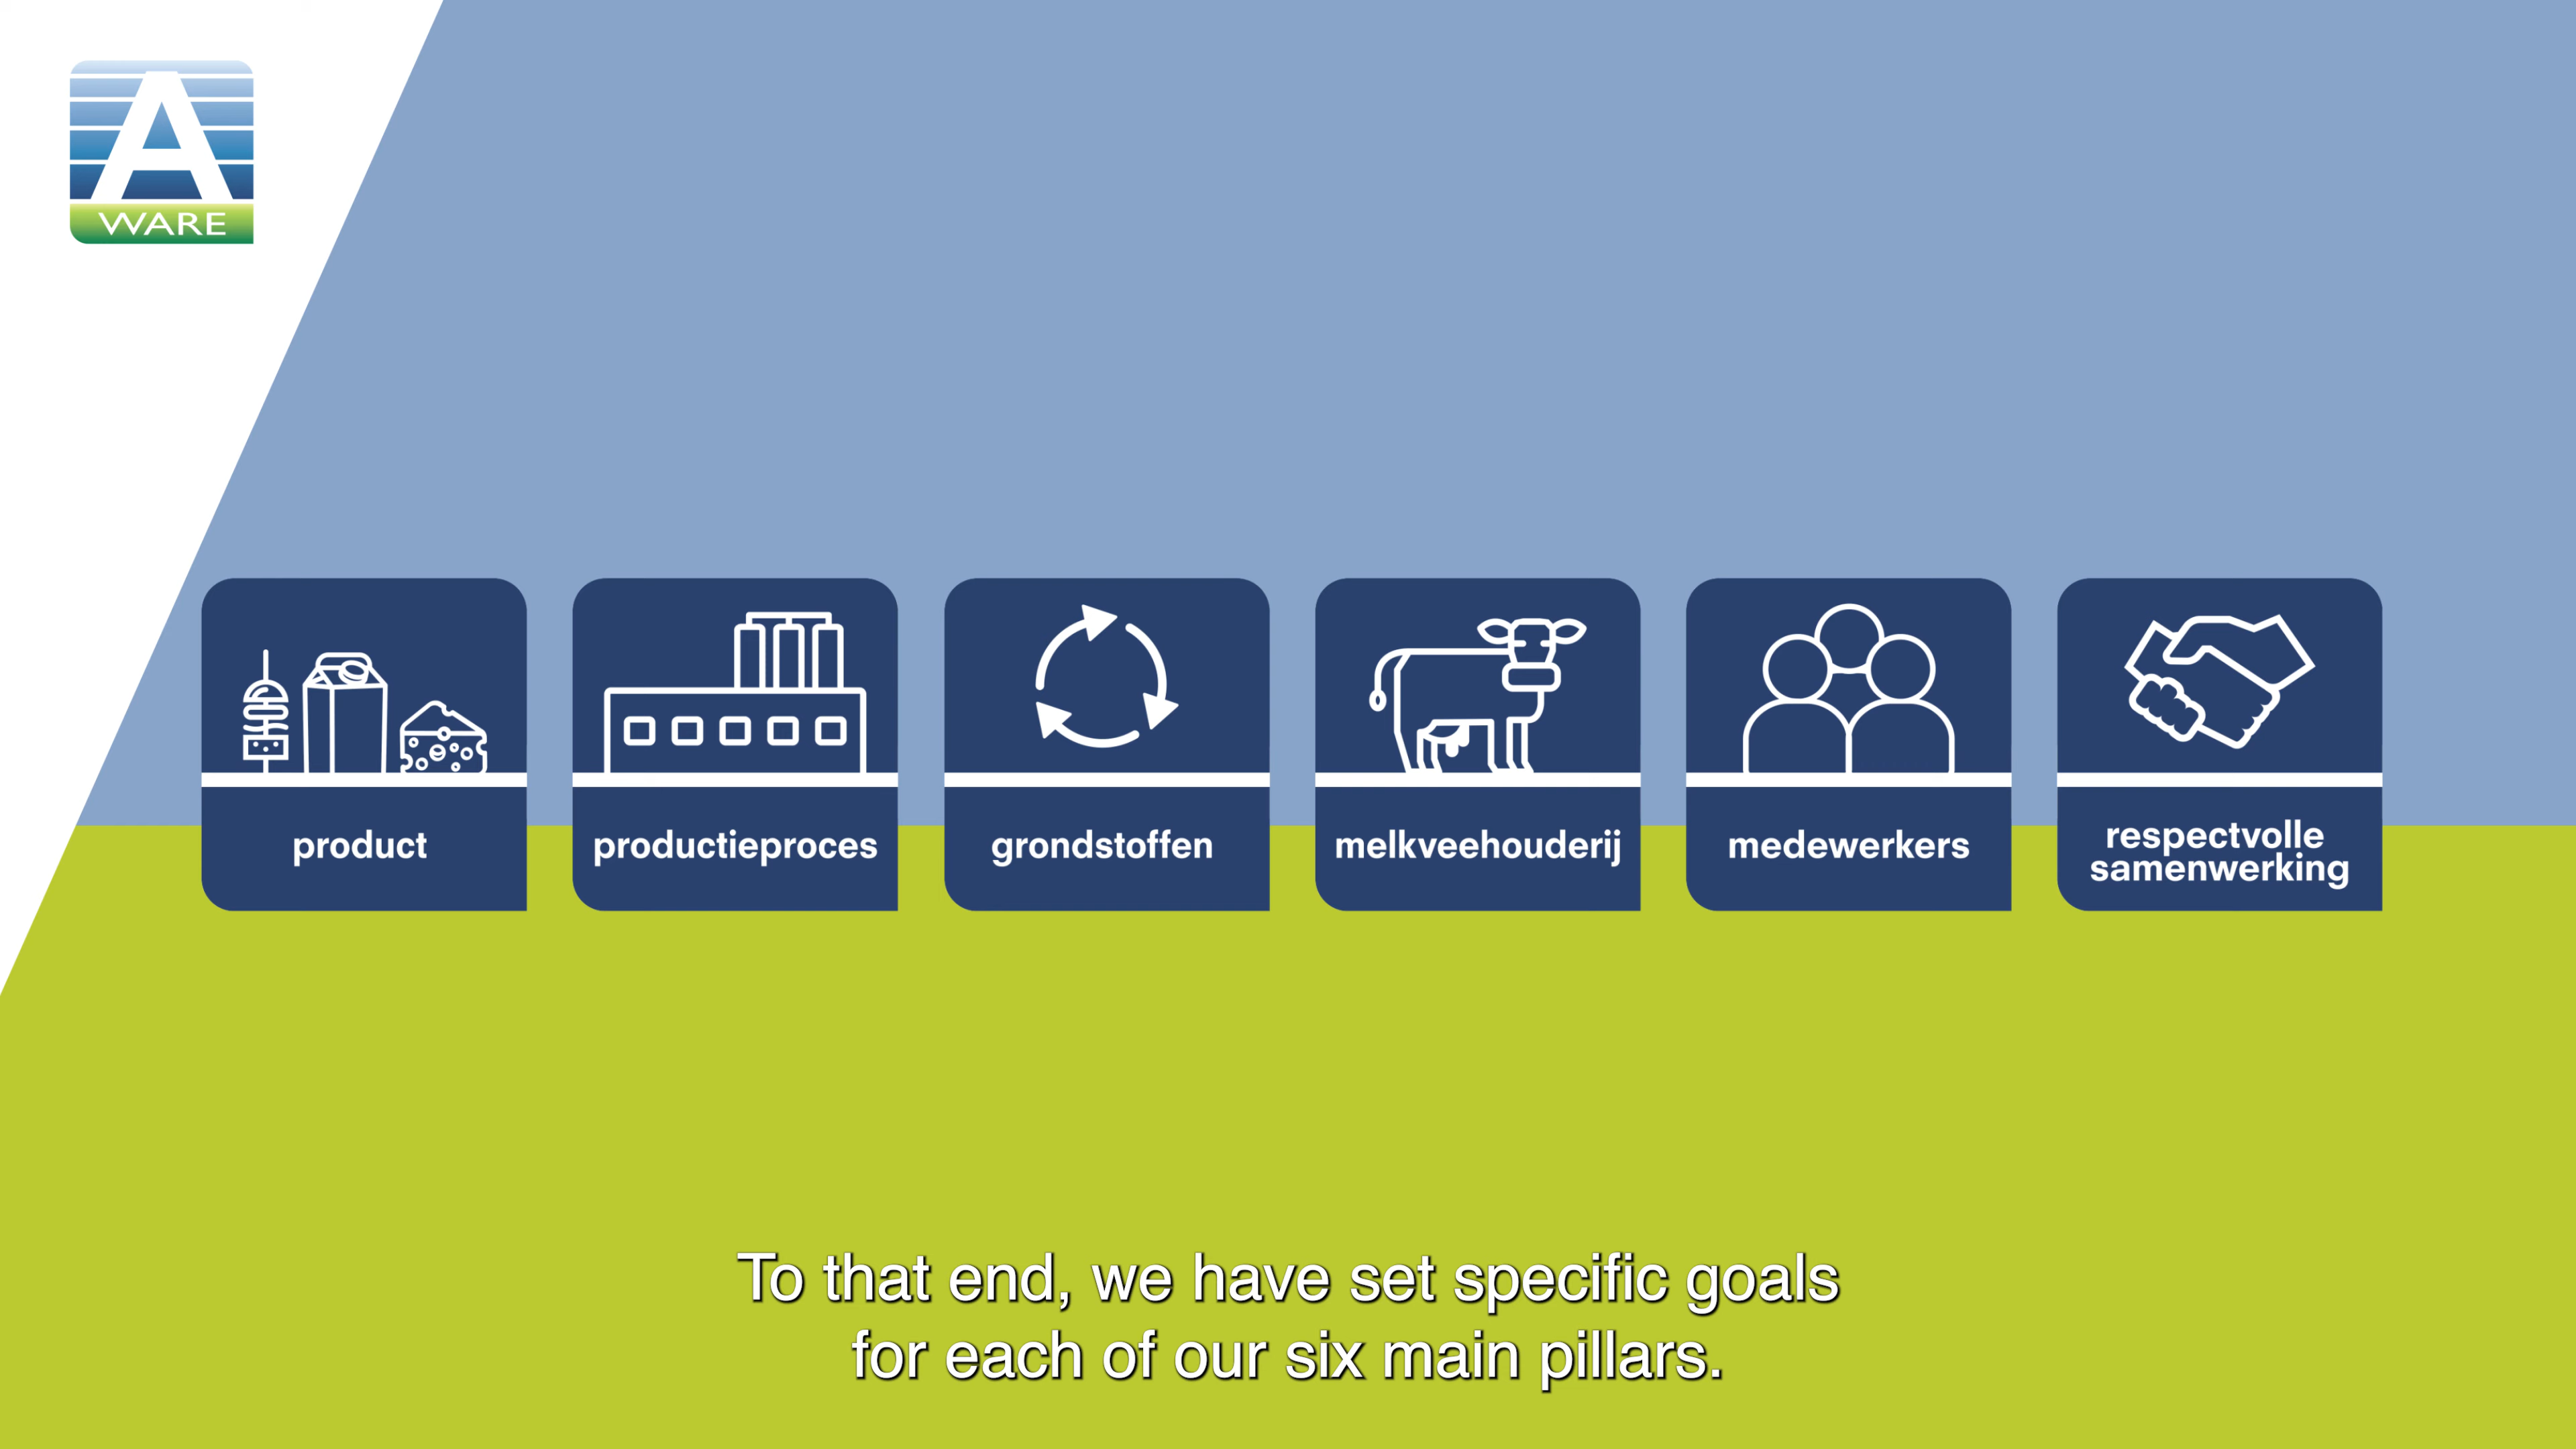 A
WARE
product
productieproces
grondstoffen
melkveehouderij
medewerkers
respectvolle
samenwerking
To that end, we have set specific goals
for each of our six main pillars.